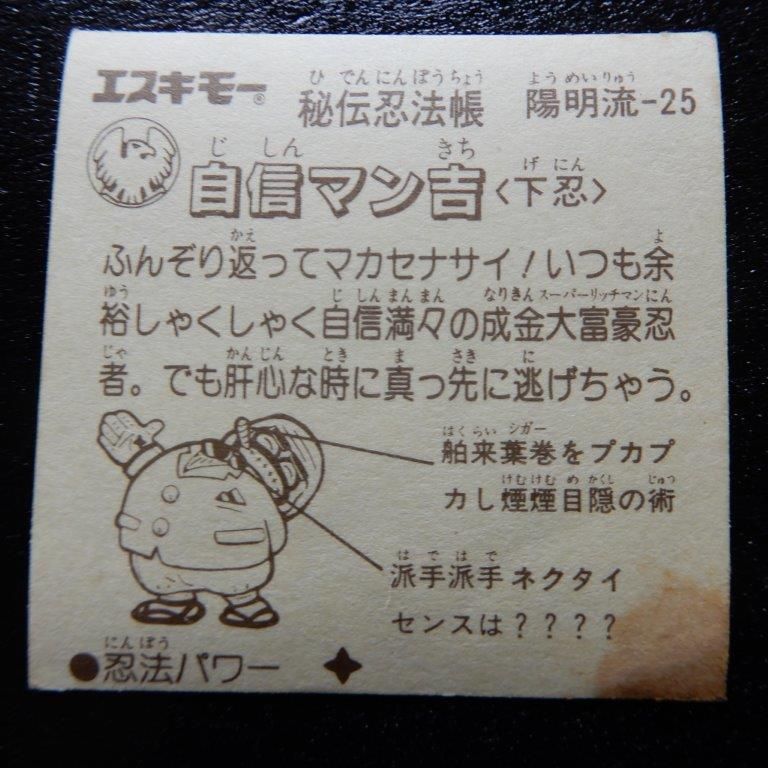 エスキモー® 秘伝忍法帳 陽明流-25
ひでんにんぽうちょう ようめいりゅう
じしん きち げにん
自信マン吉〈下忍〉
かえ よ
ふんぞり返ってマカセナサイ!いつも余
ゆう じしんまんまん なりきんスーパーリッチマンにん
裕しゃくしゃく自信満々の成金大富豪忍
じゃ かんじん とき ま さき に
者。でも肝心な時に真っ先に逃げちゃう。
はくらい シガー
舶来葉巻をプカプ
けむけむめかくし じゅつ
カし煙煙目隠の術
はではで
派手派手ネクタイ
センスは????
にんぽう
●忍法パワー ✦